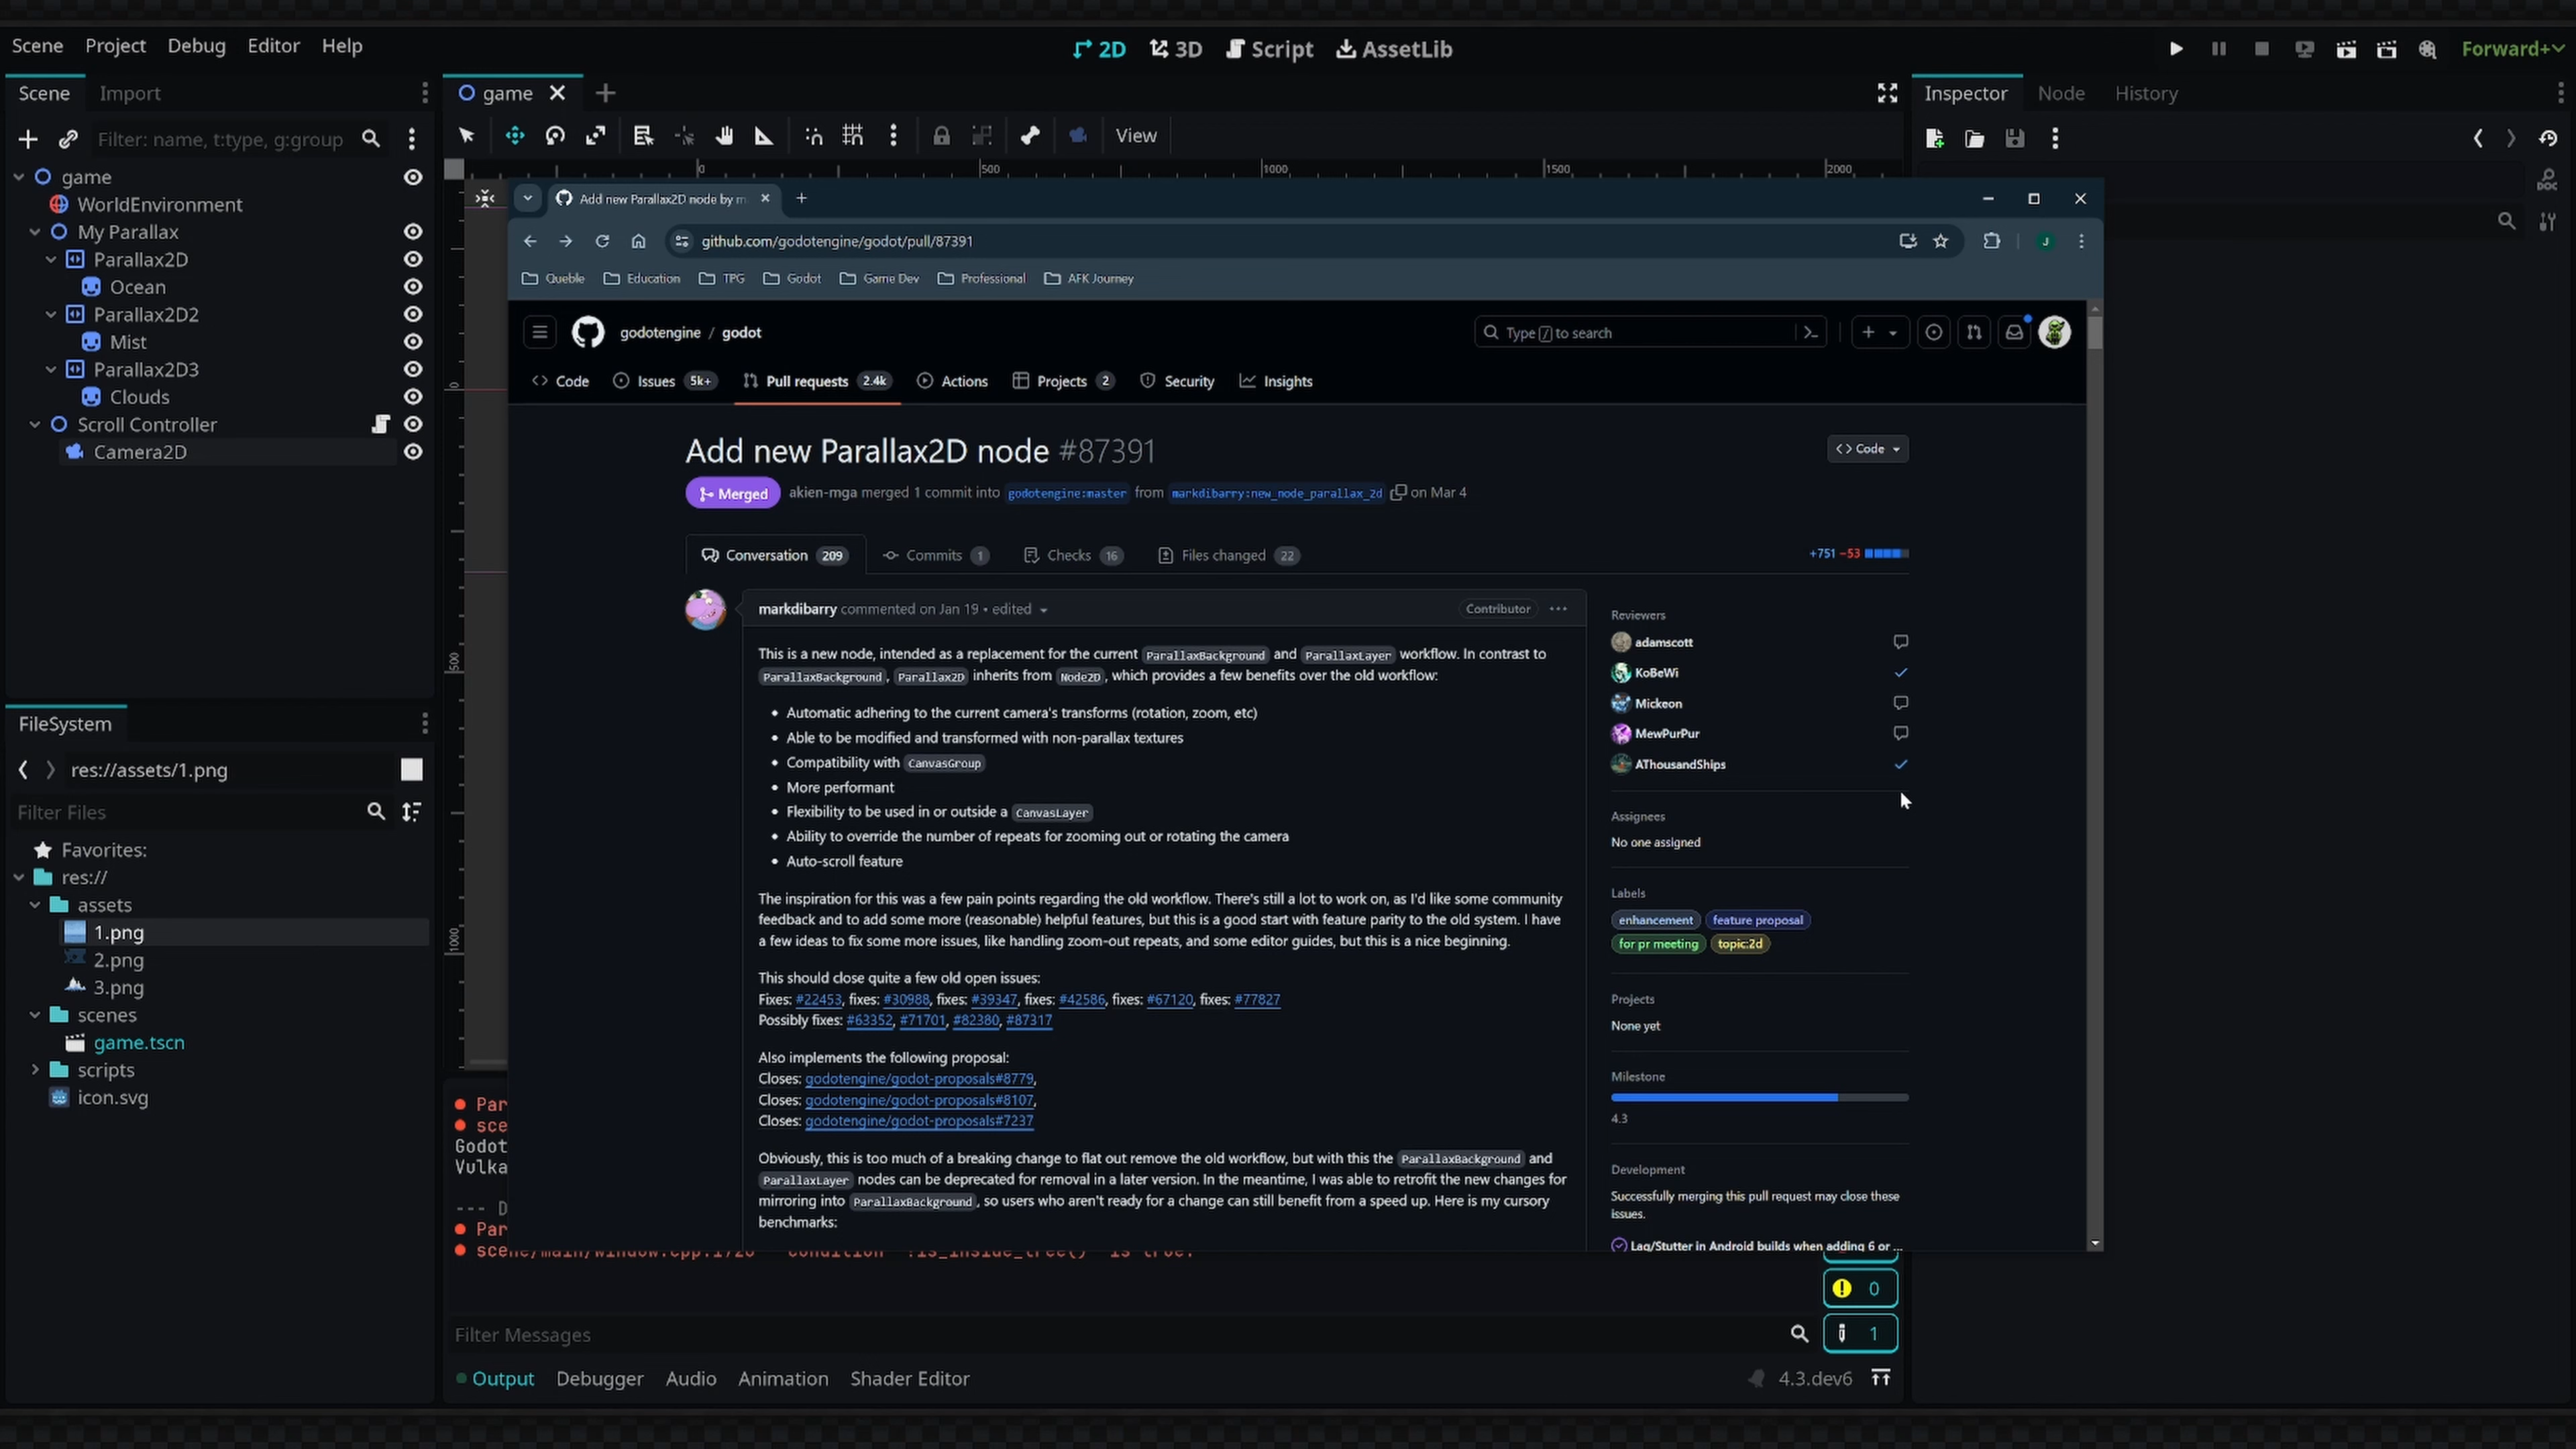 Scene Project Debug Editor Help
2D 3D Script AssetLib
Forward+
Scene Import
Filter: name, t:type, g:group
game
WorldEnvironment
My Parallax
Parallax2D
Ocean
Parallax2D2
Mist
Parallax2D3
Clouds
Scroll Controller
Camera2D
FileSystem
res://assets/1.png
Filter Files
Favorites:
res://
assets
1.png
2.png
3.png
scenes
game.tscn
scripts
icon.svg
game
View
0 500 1000 1500 2000
0
500
1000
Inspector Node History
DOC
Add new Parallax2D node by m
github.com/godotengine/godot/pull/87391
J
Queble Education TPG Godot Game Dev Professional AFK Journey
godotengine / godot
Type / to search
Code Issues 5k+ Pull requests 2.4k Actions Projects 2 Security Insights
Add new Parallax2D node #87391
Code
Merged akien-mga merged 1 commit into godotengine:master from markdibarry:new_node_parallax_2d on Mar 4
Conversation 209 Commits 1 Checks 16 Files changed 22
+751 −53
markdibarry commented on Jan 19 • edited
Contributor
This is a new node, intended as a replacement for the current ParallaxBackground and ParallaxLayer workflow. In contrast to
ParallaxBackground, Parallax2D inherits from Node2D, which provides a few benefits over the old workflow:
• Automatic adhering to the current camera's transforms (rotation, zoom, etc)
• Able to be modified and transformed with non-parallax textures
• Compatibility with CanvasGroup
• More performant
• Flexibility to be used in or outside a CanvasLayer
• Ability to override the number of repeats for zooming out or rotating the camera
• Auto-scroll feature
The inspiration for this was a few pain points regarding the old workflow. There's still a lot to work on, as I'd like some community
feedback and to add some more (reasonable) helpful features, but this is a good start with feature parity to the old system. I have
a few ideas to fix some more issues, like handling zoom-out repeats, and some editor guides, but this is a nice beginning.
This should close quite a few old open issues:
Fixes: #22453, fixes: #30988, fixes: #39347, fixes: #42586, fixes: #67120, fixes: #77827
Possibly fixes: #63352, #71701, #82380, #87317
Also implements the following proposal:
Closes: godotengine/godot-proposals#8779,
Closes: godotengine/godot-proposals#8107,
Closes: godotengine/godot-proposals#7237
Obviously, this is too much of a breaking change to flat out remove the old workflow, but with this the ParallaxBackground and
ParallaxLayer nodes can be deprecated for removal in a later version. In the meantime, I was able to retrofit the new changes for
mirroring into ParallaxBackground, so users who aren't ready for a change can still benefit from a speed up. Here is my cursory
benchmarks:
Reviewers
adamscott
KoBeWi
Mickeon
MewPurPur
AThousandShips
Assignees
No one assigned
Labels
enhancement feature proposal
for pr meeting topic:2d
Projects
None yet
Milestone
4.3
Development
Successfully merging this pull request may close these
issues.
Lag/Stutter in Android builds when adding 6 or ...
Par
sce
Godot
Vulka
--- D
Par
scene/main/window.cpp:1726 condition !is_inside_tree() is true.
0
Filter Messages
1
Output Debugger Audio Animation Shader Editor
4.3.dev6